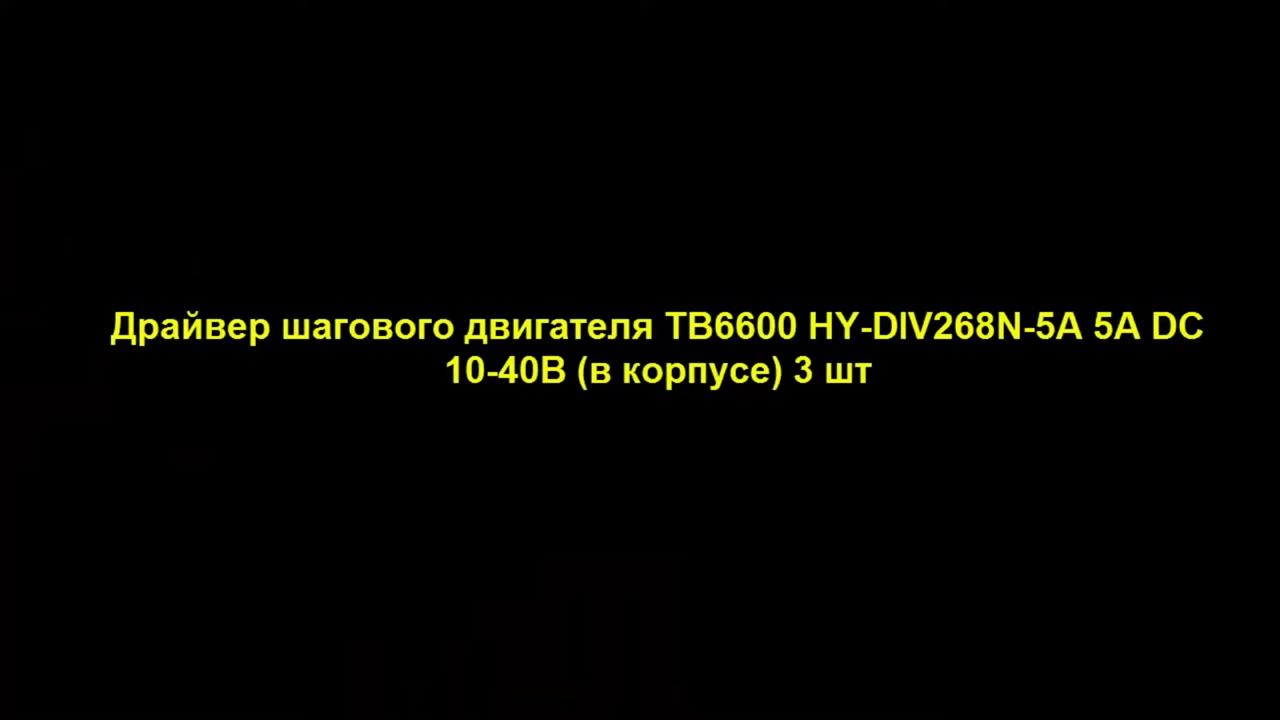 Драйвер шагового двигателя TB6600 HY-DIV268N-5A 5A DC
10-40В (в корпусе) 3 шт